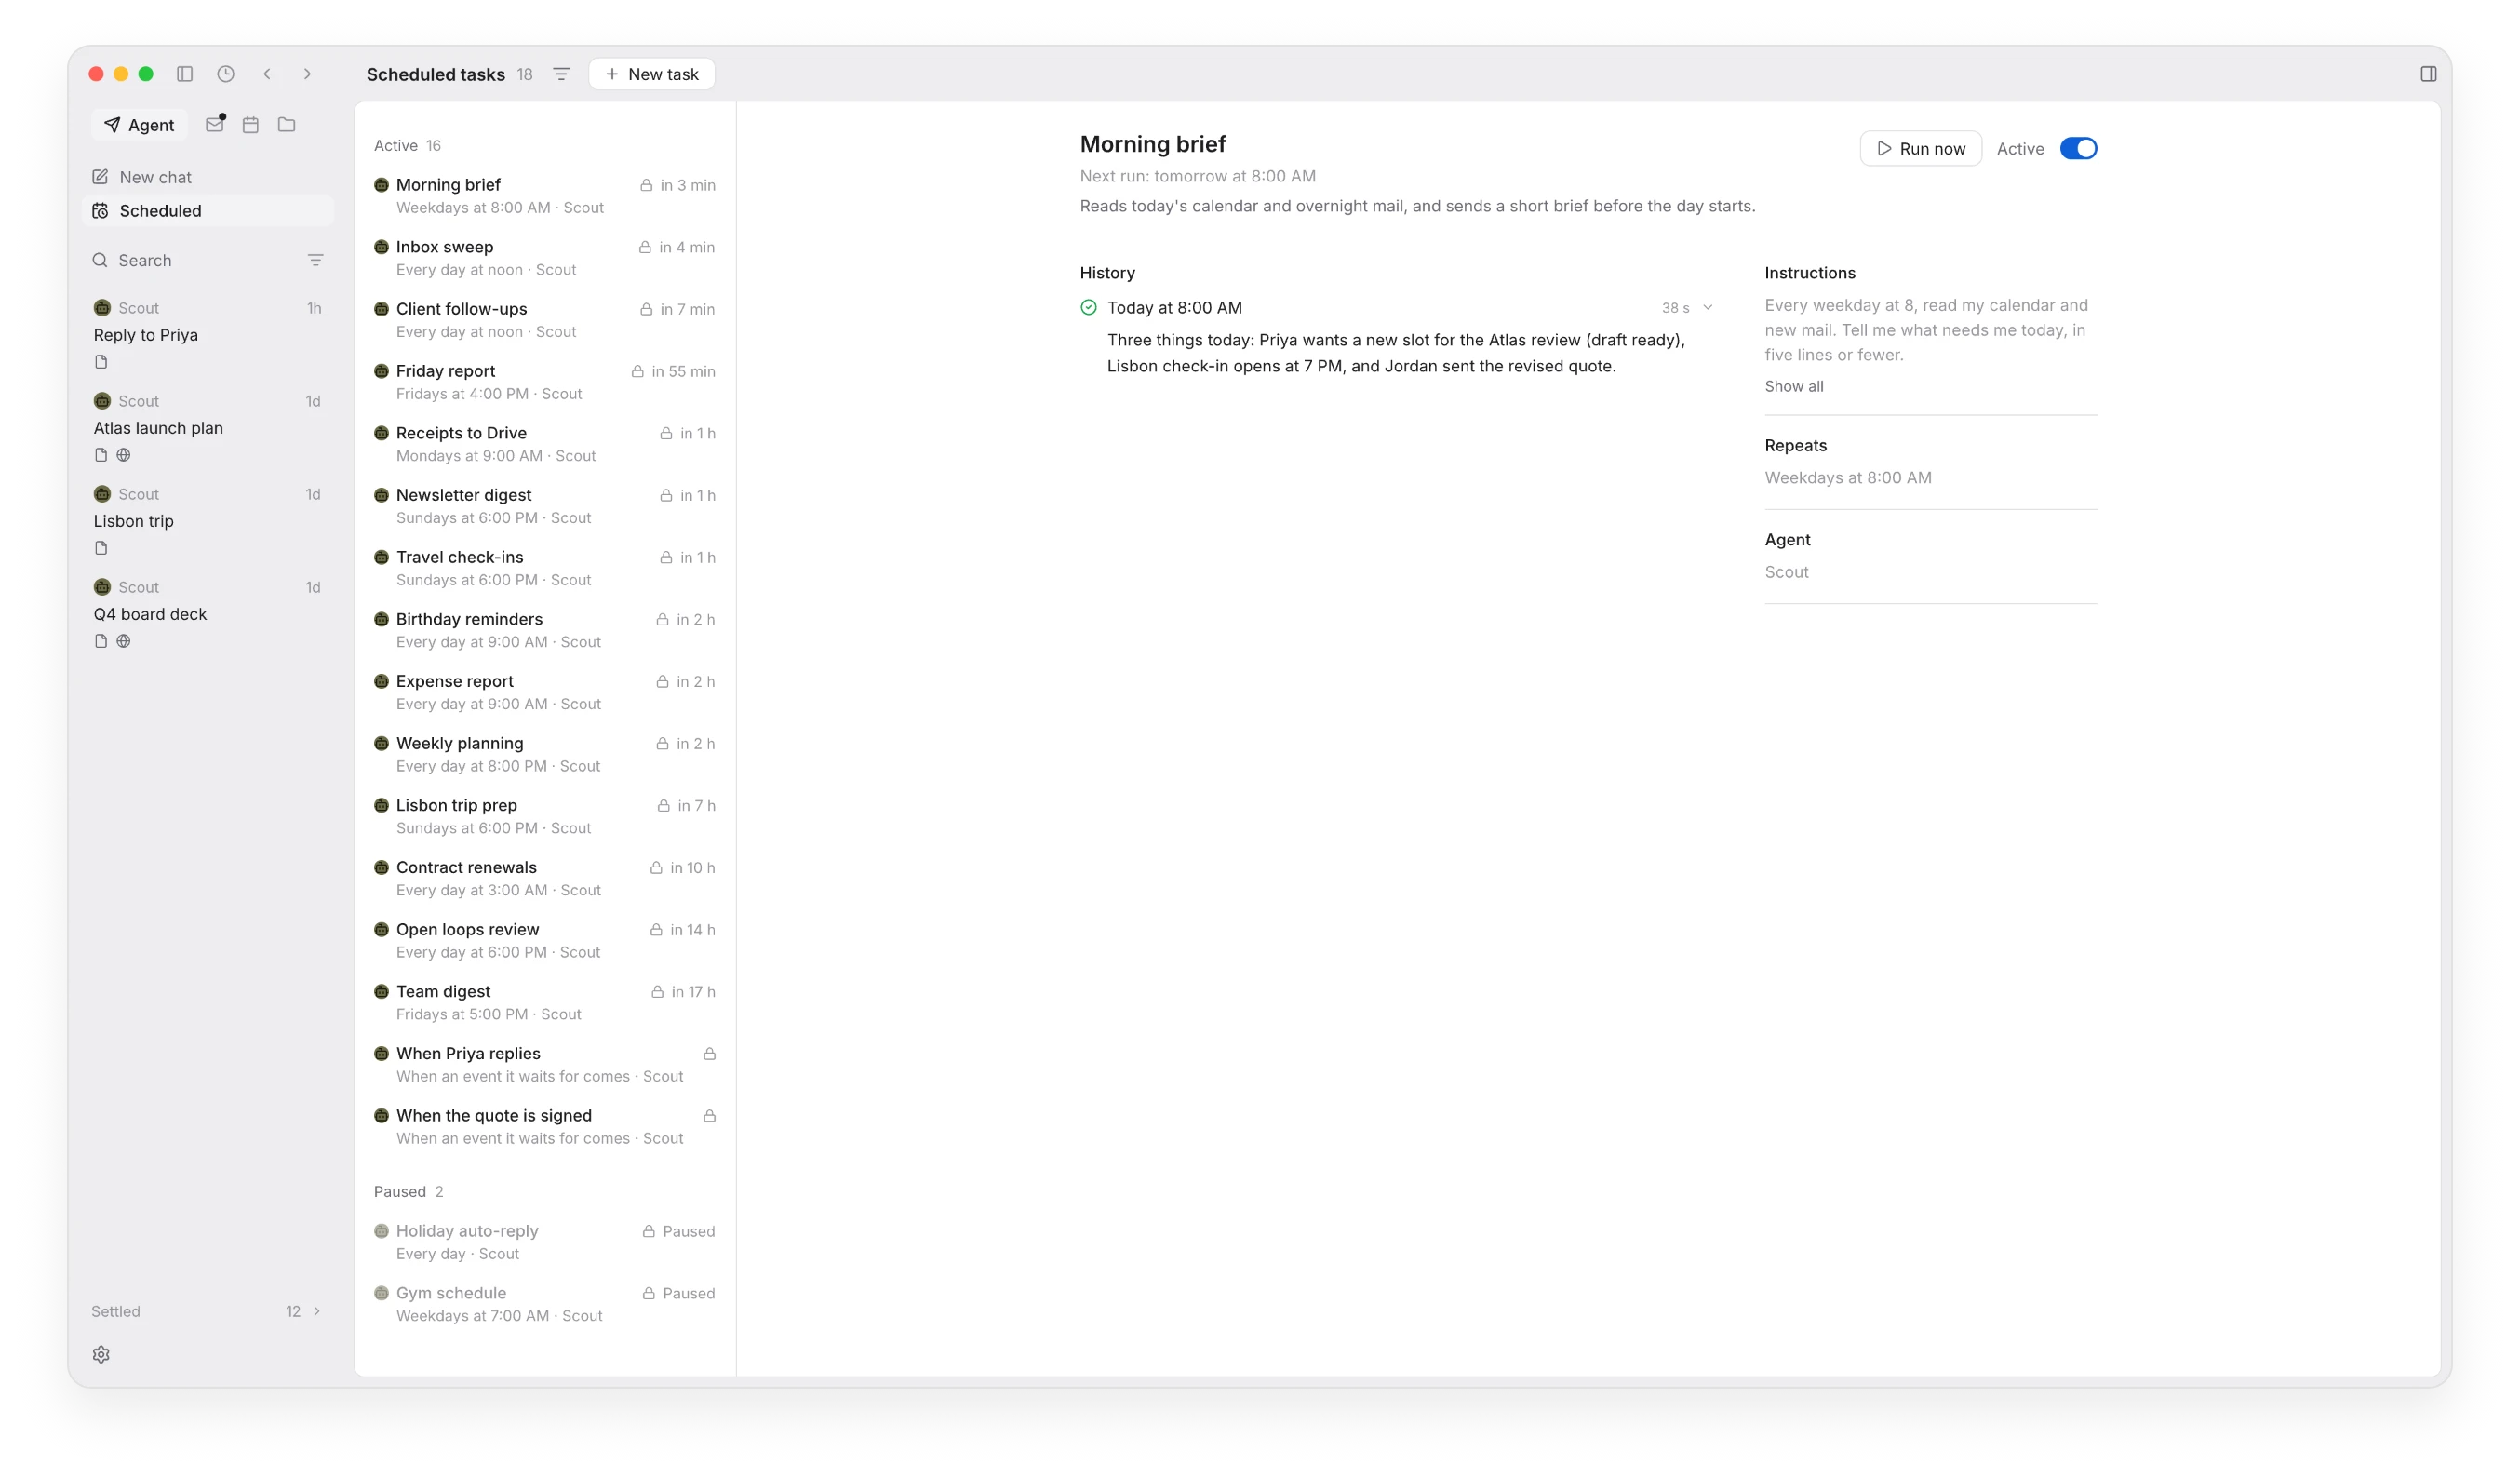 Scheduled tasks 18
New task
Agent
New chat
Scheduled
Search
Scout 1h
Reply to Priya
Scout 1d
Atlas launch plan
Scout 1d
Lisbon trip
Scout 1d
Q4 board deck
Settled 12
Active 16
Morning brief in 3 min
Weekdays at 8:00 AM · Scout
Inbox sweep in 4 min
Every day at noon · Scout
Client follow-ups in 7 min
Every day at noon · Scout
Friday report in 55 min
Fridays at 4:00 PM · Scout
Receipts to Drive in 1 h
Mondays at 9:00 AM · Scout
Newsletter digest in 1 h
Sundays at 6:00 PM · Scout
Travel check-ins in 1 h
Sundays at 6:00 PM · Scout
Birthday reminders in 2 h
Every day at 9:00 AM · Scout
Expense report in 2 h
Every day at 9:00 AM · Scout
Weekly planning in 2 h
Every day at 8:00 PM · Scout
Lisbon trip prep in 7 h
Sundays at 6:00 PM · Scout
Contract renewals in 10 h
Every day at 3:00 AM · Scout
Open loops review in 14 h
Every day at 6:00 PM · Scout
Team digest in 17 h
Fridays at 5:00 PM · Scout
When Priya replies
When an event it waits for comes · Scout
When the quote is signed
When an event it waits for comes · Scout
Paused 2
Holiday auto-reply Paused
Every day · Scout
Gym schedule Paused
Weekdays at 7:00 AM · Scout
Morning brief
Run now
Active
Next run: tomorrow at 8:00 AM
Reads today's calendar and overnight mail, and sends a short brief before the day starts.
History
Today at 8:00 AM 38 s
Three things today: Priya wants a new slot for the Atlas review (draft ready),
Lisbon check-in opens at 7 PM, and Jordan sent the revised quote.
Instructions
Every weekday at 8, read my calendar and
new mail. Tell me what needs me today, in
five lines or fewer.
Show all
Repeats
Weekdays at 8:00 AM
Agent
Scout